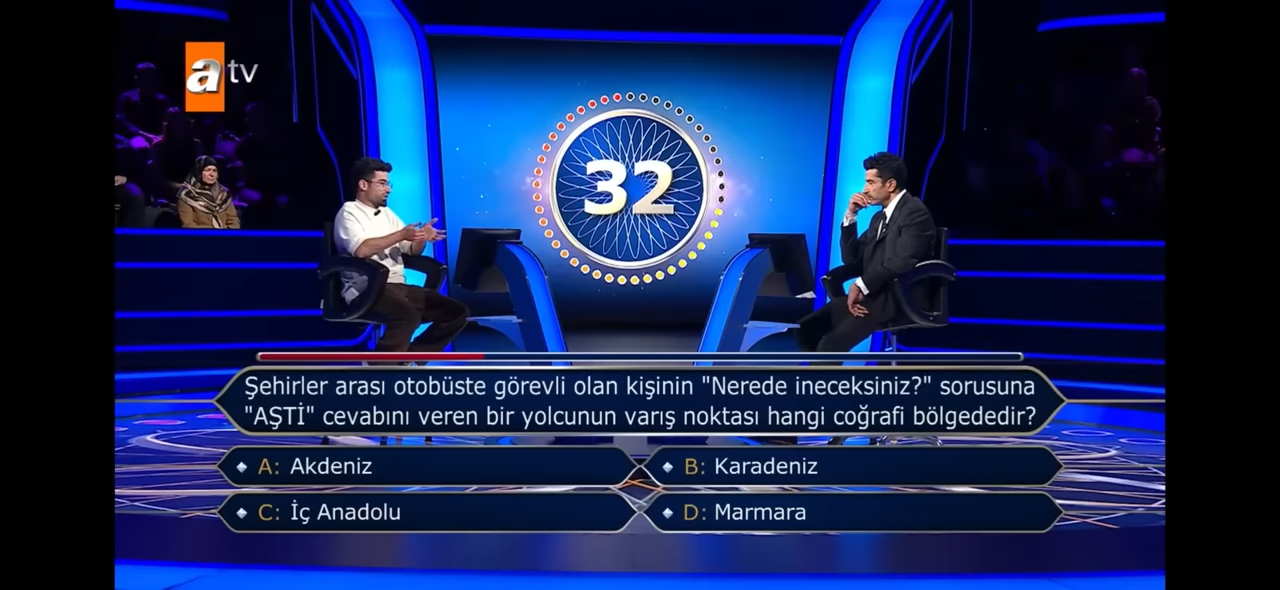 atv
32
Şehirler arası otobüste görevli olan kişinin "Nerede ineceksiniz?" sorusuna
"AŞTİ" cevabını veren bir yolcunun varış noktası hangi coğrafi bölgededir?
A: Akdeniz
B: Karadeniz
C: İç Anadolu
D: Marmara